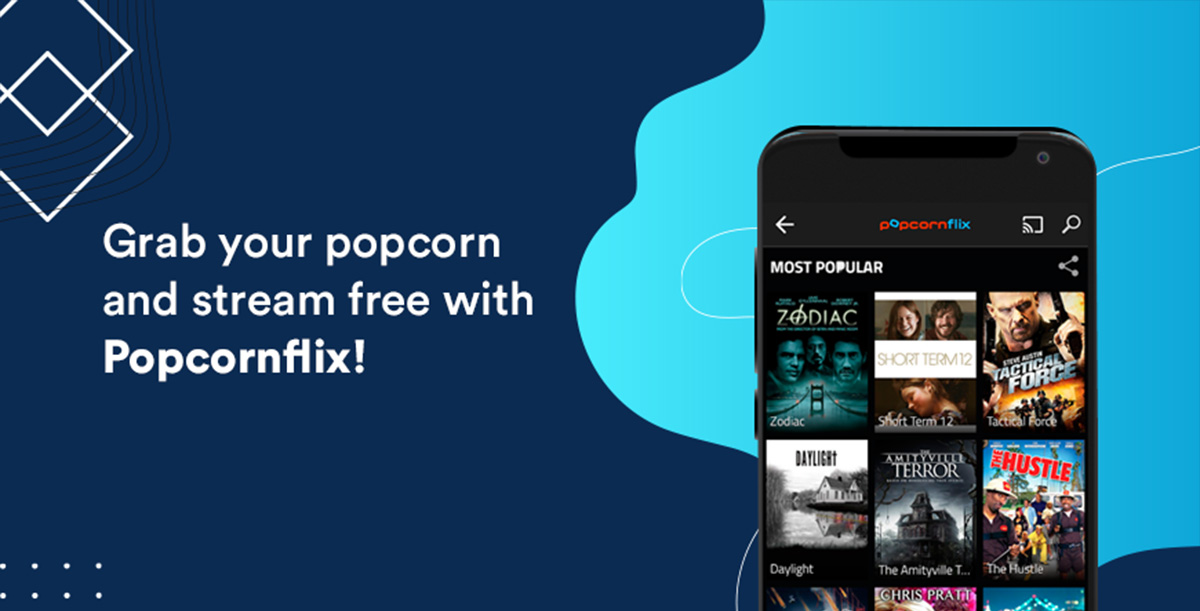 Grab your popcorn
and stream free with
Popcornflix!
popcornflix
MOST POPULAR
ZODIAC
Zodiac
SHORT TERM 12
Short Term 12
STEVE AUSTIN
TACTICAL
FORCE
Tactical Force
DAYLIGHT
Daylight
THE
AMITYVILLE
TERROR
The Amityville T...
THE
HUSTLE
The Hustle
CHRIS PRATT